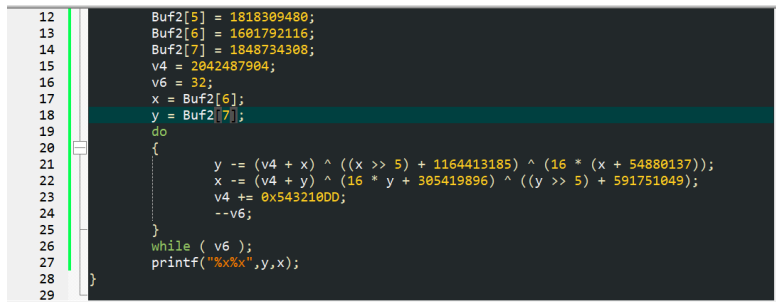 12 Buf2[5] = 1818309480;
13 Buf2[6] = 1601792116;
14 Buf2[7] = 1848734308;
15 v4 = 2042487904;
16 v6 = 32;
17 x = Buf2[6];
18 y = Buf2[7];
19 do
20 {
21 y -= (v4 + x) ^ ((x >> 5) + 1164413185) ^ (16 * (x + 54880137));
22 x -= (v4 + y) ^ (16 * y + 305419896) ^ ((y >> 5) + 591751049);
23 v4 += 0x543210DD;
24 --v6;
25 }
26 while ( v6 );
27 printf("%x%x",y,x);
28 }
29